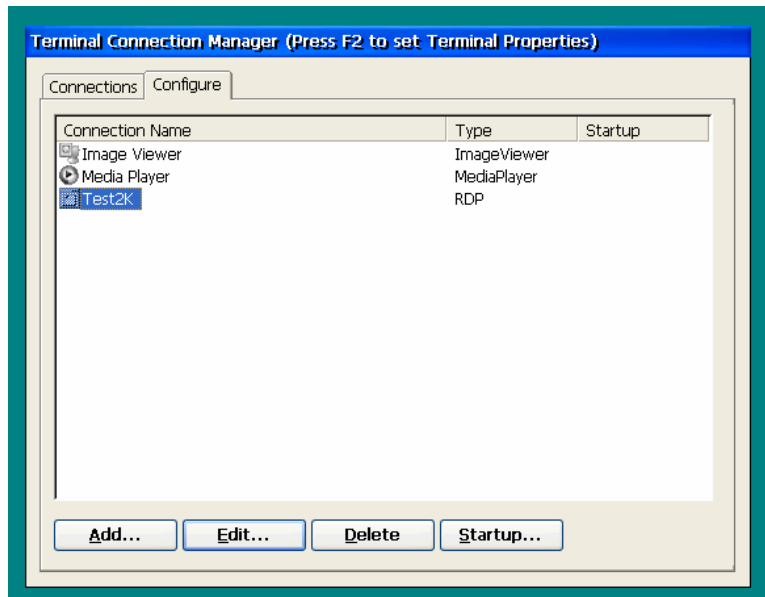 Terminal Connection Manager (Press F2 to set Terminal Properties)
Connections Configure
Connection Name Type Startup
Image Viewer ImageViewer
Media Player MediaPlayer
Test2K RDP
Add... Edit... Delete Startup...